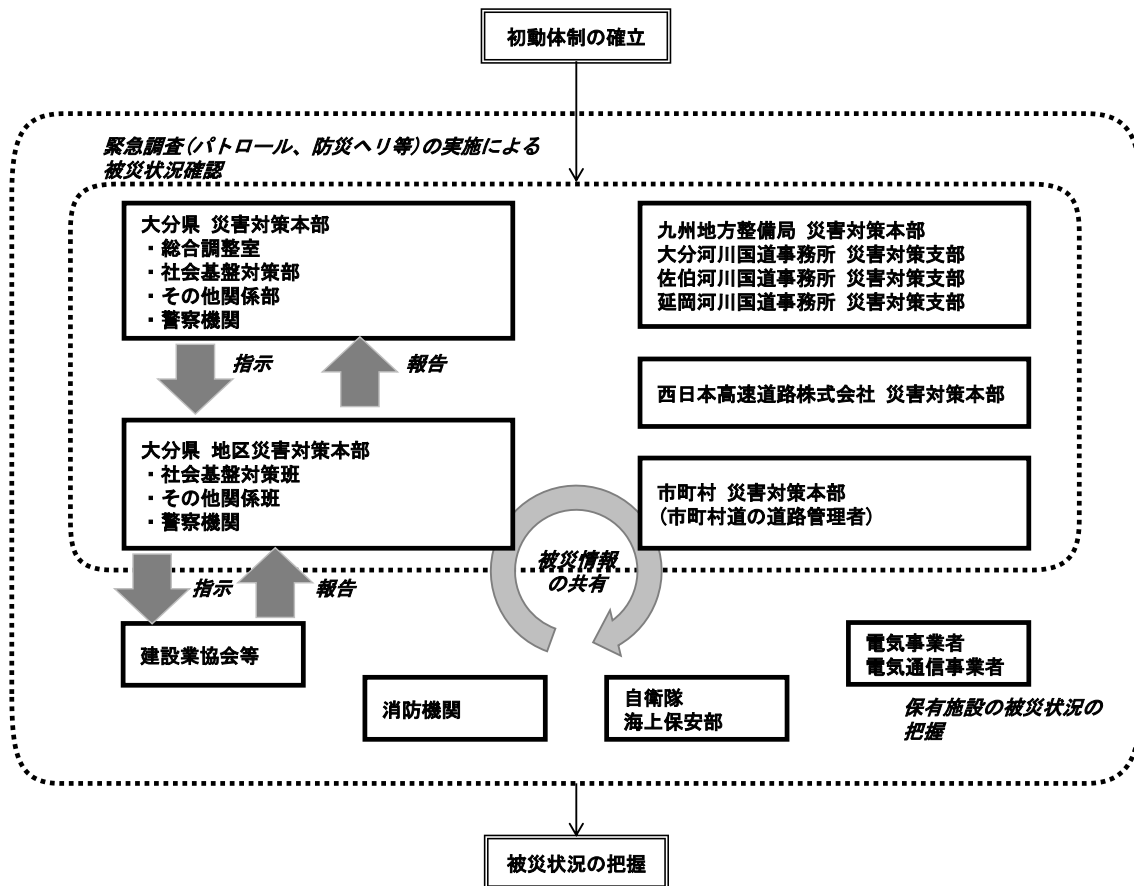 初動体制の確立
緊急調査(パトロール、防災ヘリ等)の実施による
被災状況確認
大分県 災害対策本部
・総合調整室
・社会基盤対策部
・その他関係部
・警察機関
九州地方整備局 災害対策本部
大分河川国道事務所 災害対策支部
佐伯河川国道事務所 災害対策支部
延岡河川国道事務所 災害対策支部
指示
報告
西日本高速道路株式会社 災害対策本部
大分県 地区災害対策本部
・社会基盤対策班
・その他関係班
・警察機関
市町村 災害対策本部
(市町村道の道路管理者)
被災情報
の共有
指示
報告
建設業協会等
消防機関
自衛隊
海上保安部
電気事業者
電気通信事業者
保有施設の被災状況の
把握
被災状況の把握